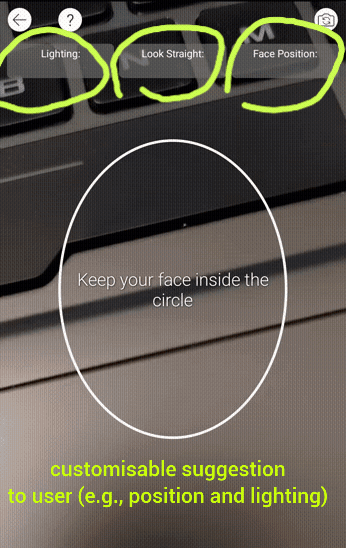 ?
Lighting:
Look Straight:
Face Position:
B
N
M
Keep your face inside the
circle
customisable suggestion
to user (e.g., position and lighting)